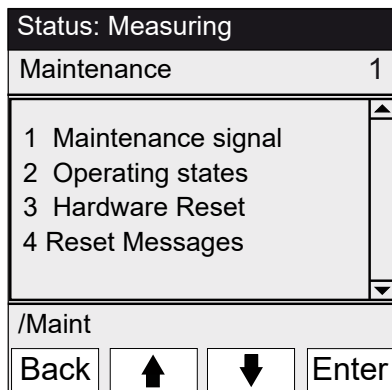 Status: Measuring
Maintenance 1
1 Maintenance signal
2 Operating states
3 Hardware Reset
4 Reset Messages
/Maint
Back Enter